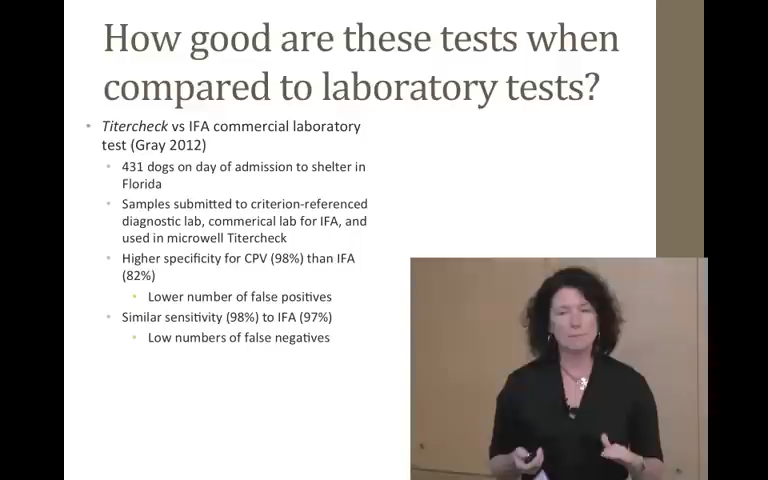 How good are these tests when
compared to laboratory tests?
• Titercheck vs IFA commercial laboratory
test (Gray 2012)
• 431 dogs on day of admission to shelter in
Florida
• Samples submitted to criterion-referenced
diagnostic lab, commerical lab for IFA, and
used in microwell Titercheck
• Higher specificity for CPV (98%) than IFA
(82%)
• Lower number of false positives
• Similar sensitivity (98%) to IFA (97%)
• Low numbers of false negatives